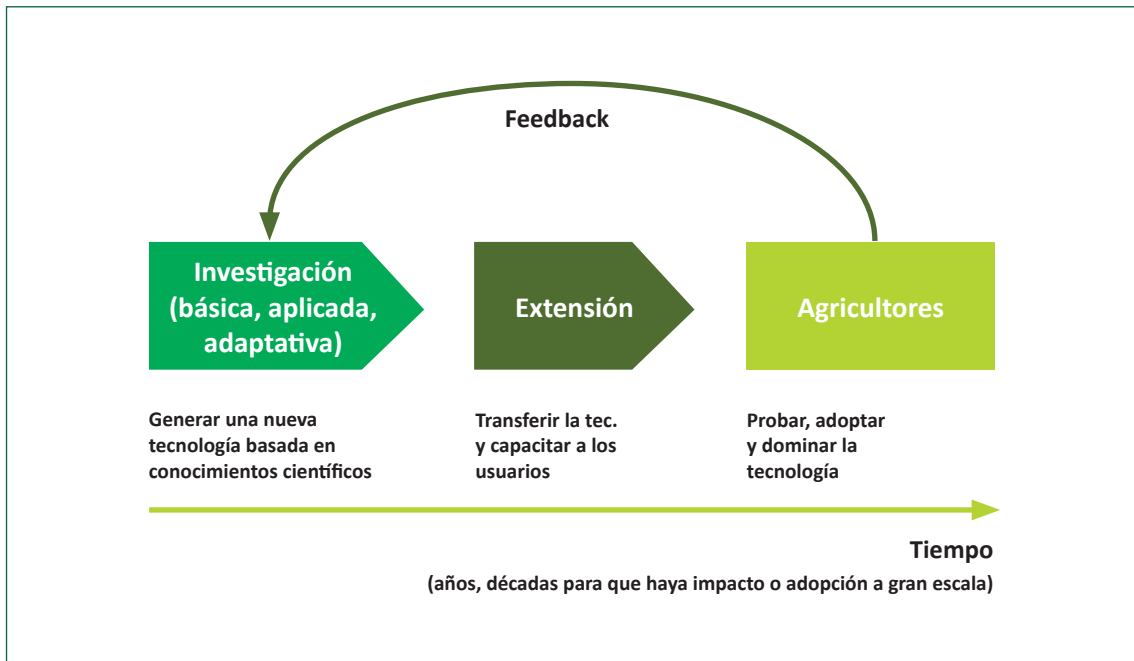 Feedback
Investigación
(básica, aplicada,
adaptativa)
Extensión
Agricultores
Generar una nueva
tecnología basada en
conocimientos científicos
Transferir la tec.
y capacitar a los
usuarios
Probar, adoptar
y dominar la
tecnología
Tiempo
(años, décadas para que haya impacto o adopción a gran escala)